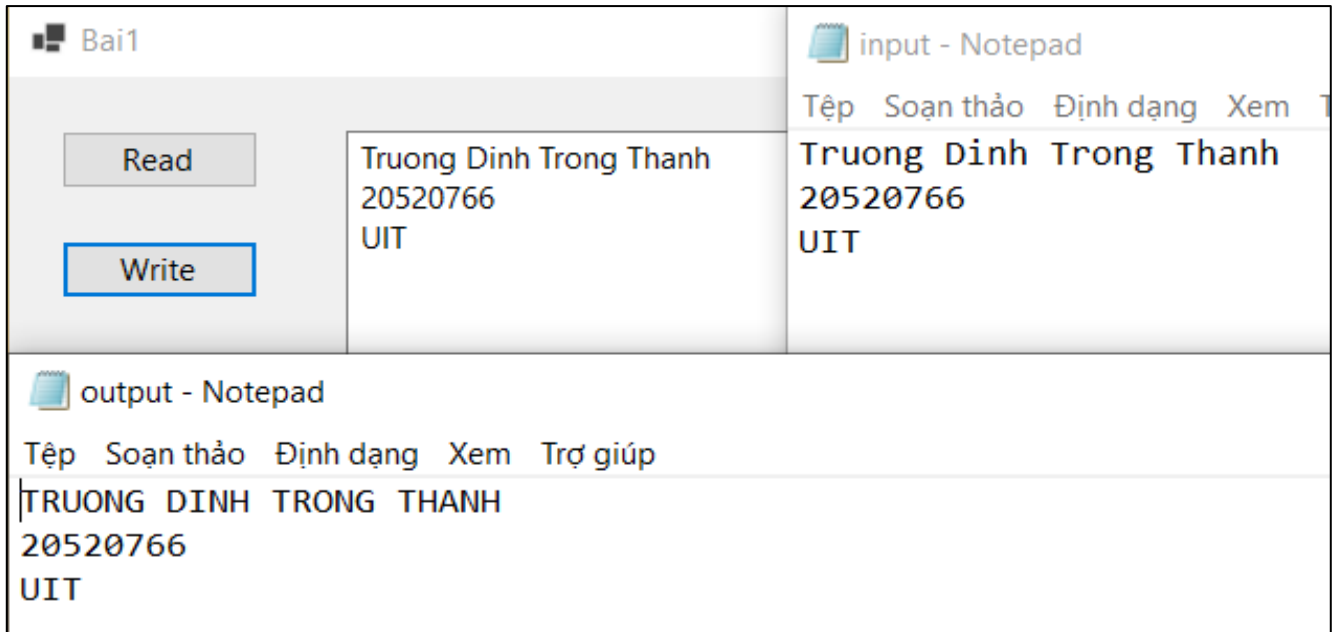 Bai1
Read
Write
Truong Dinh Trong Thanh
20520766
UIT
input - Notepad
Tệp Soạn thảo Định dạng Xem
Truong Dinh Trong Thanh
20520766
UIT
output - Notepad
Tệp Soạn thảo Định dạng Xem Trợ giúp
TRUONG DINH TRONG THANH
20520766
UIT